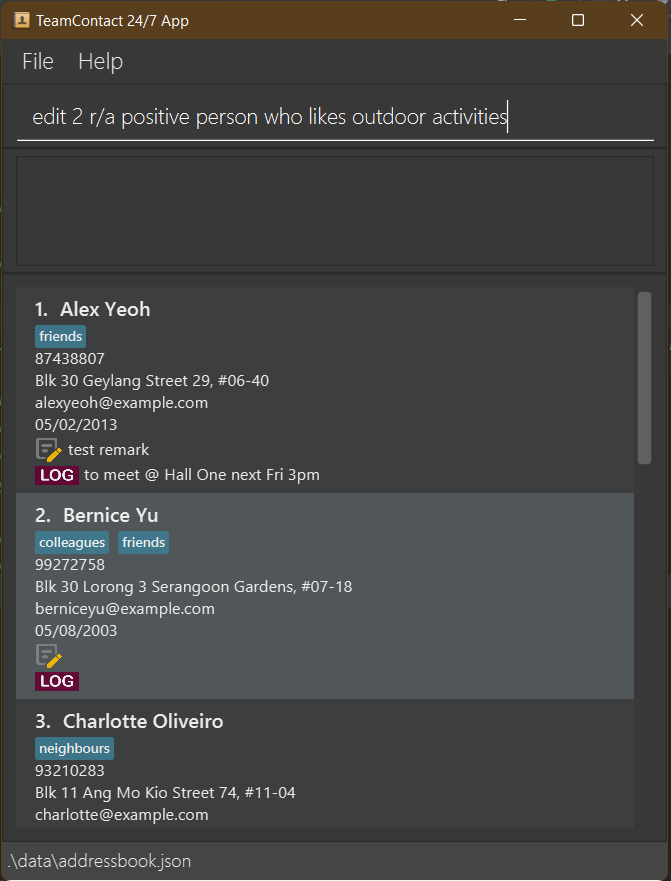 TeamContact 24/7 App
File Help
edit 2 r/a positive person who likes outdoor activities
1. Alex Yeoh
friends
87438807
Blk 30 Geylang Street 29, #06-40
alexyeoh@example.com
05/02/2013
test remark
LOG to meet @ Hall One next Fri 3pm
2. Bernice Yu
colleagues friends
99272758
Blk 30 Lorong 3 Serangoon Gardens, #07-18
berniceyu@example.com
05/08/2003
LOG
3. Charlotte Oliveiro
neighbours
93210283
Blk 11 Ang Mo Kio Street 74, #11-04
charlotte@example.com
.\data\addressbook.json